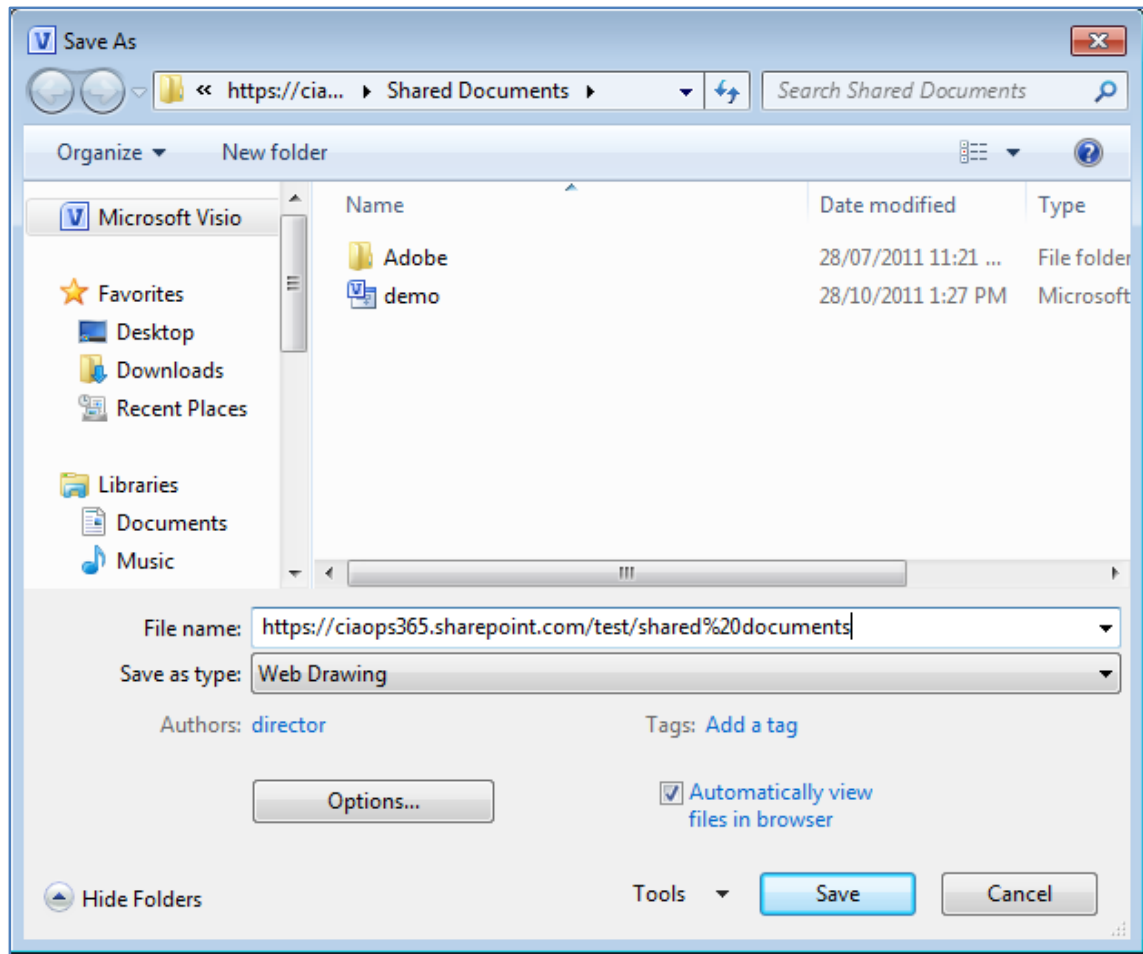 Save As
« https://cia... Shared Documents
Search Shared Documents
Organize New folder
Microsoft Visio
Favorites
Desktop
Downloads
Recent Places
Libraries
Documents
Music
Name Date modified Type
Adobe 28/07/2011 11:21 ... File folder
demo 28/10/2011 1:27 PM Microsoft
File name: https://ciaops365.sharepoint.com/test/shared%20documents
Save as type: Web Drawing
Authors: director Tags: Add a tag
Options...
Automatically view
files in browser
Hide Folders Tools Save Cancel